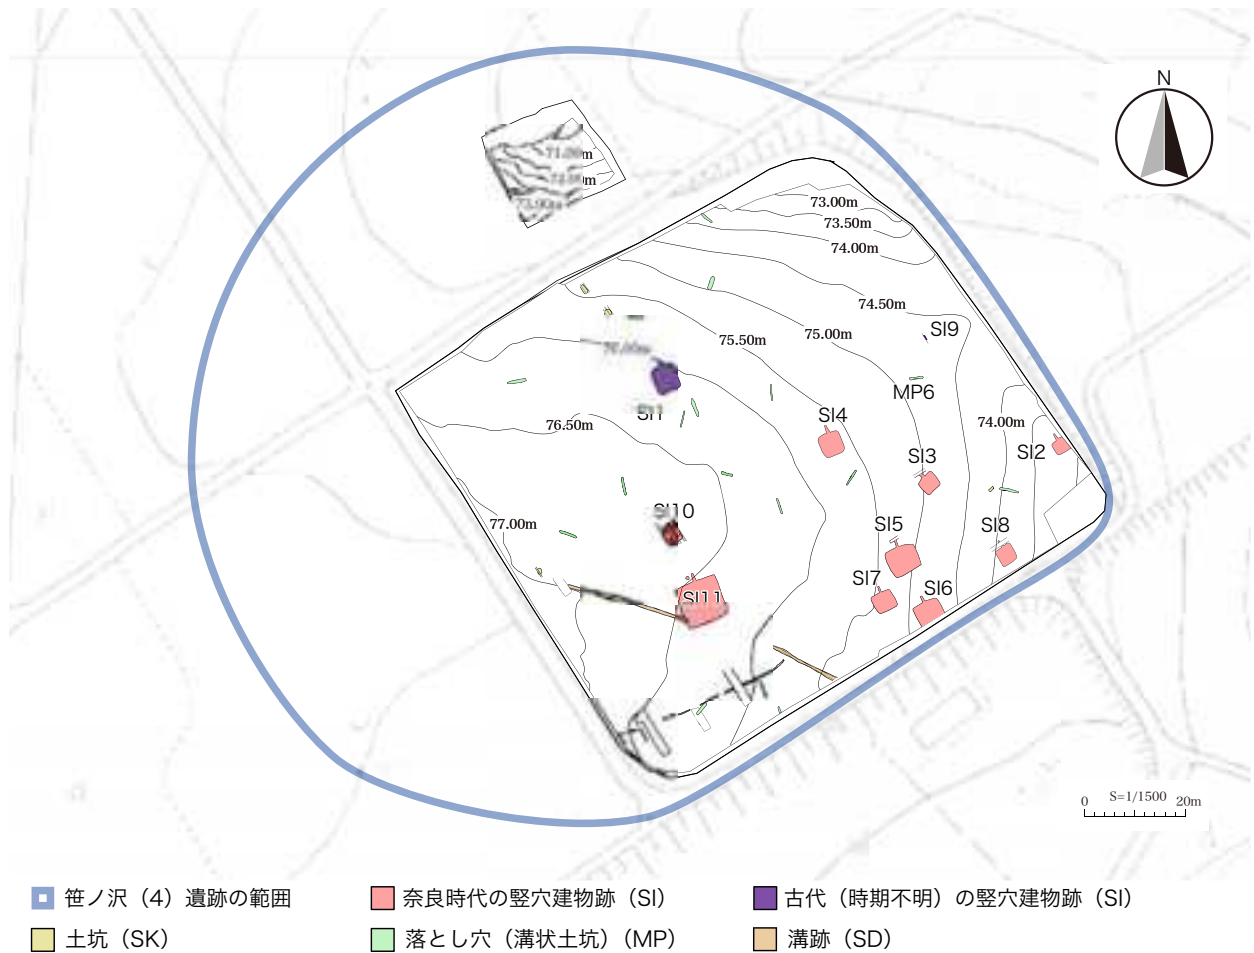 N
73.00m
73.50m
74.00m
74.50m
75.00m
75.50m
SI9
MP6
SI1
SI4
76.50m
74.00m
SI2
SI3
SI10
77.00m
SI5
SI8
SI7
SI6
SI11
S=1/1500
0 20m
笹ノ沢（4）遺跡の範囲
奈良時代の竪穴建物跡（SI）
古代（時期不明）の竪穴建物跡（SI）
土坑（SK）
落とし穴（溝状土坑）（MP）
溝跡（SD）